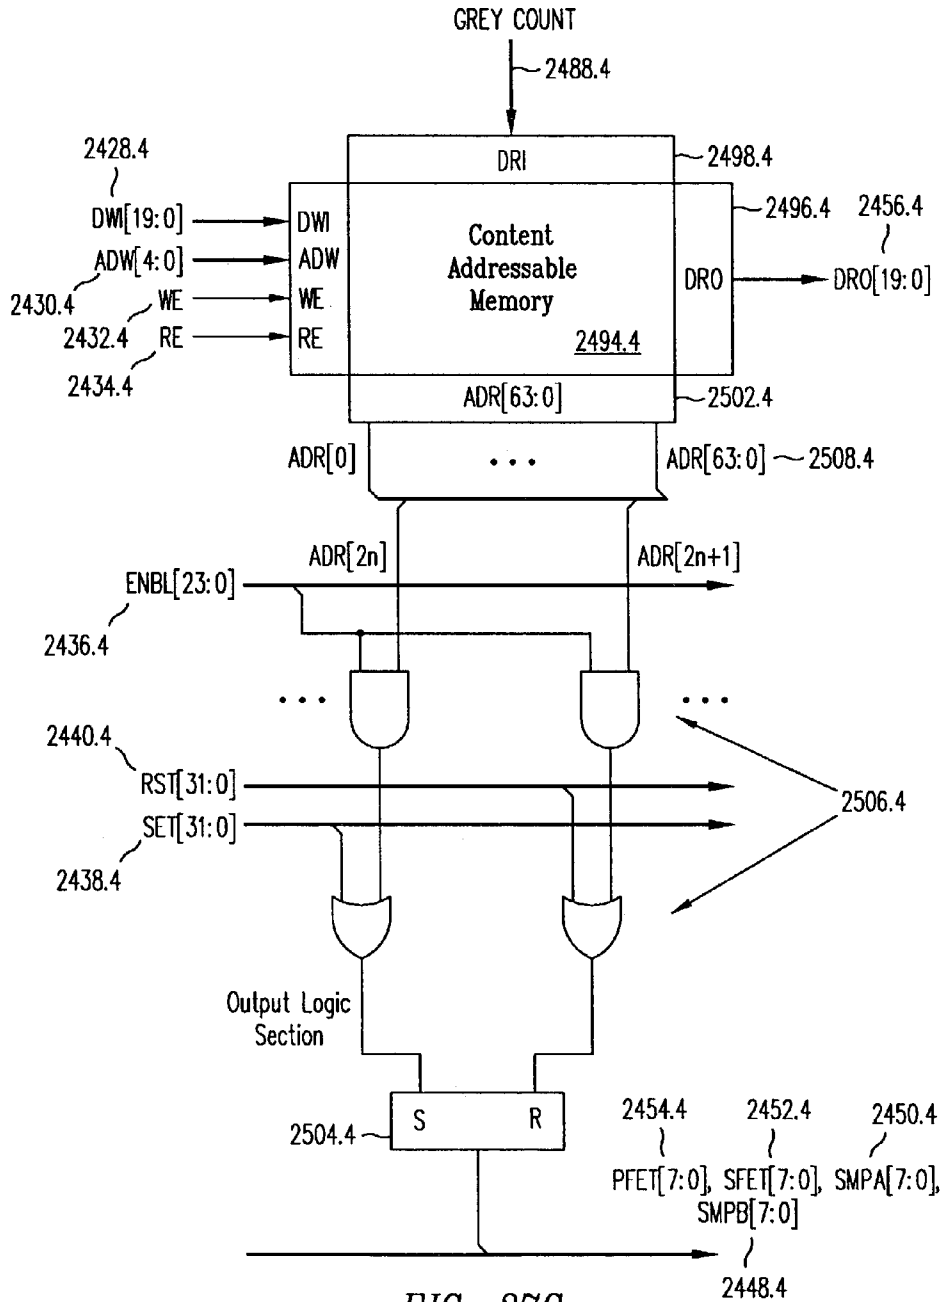 GREY COUNT
2488.4
DRI
2498.4
2428.4
DWI[19:0]
DWI
2496.4
2456.4
Content
Addressable
Memory
ADW[4:0]
ADW
DRO
DRO[19:0]
2430.4
WE
WE
2432.4
RE
RE
2494.4
2434.4
ADR[63:0]
2502.4
ADR[0]
• • •
ADR[63:0]
2508.4
ADR[2n]
ADR[2n+1]
ENBL[23:0]
2436.4
• • •
• • •
2440.4
RST[31:0]
2506.4
SET[31:0]
2438.4
Output Logic
Section
S
R
2504.4
2454.4
2452.4
2450.4
PFET[7:0], SFET[7:0], SMPA[7:0],
SMPB[7:0]
2448.4